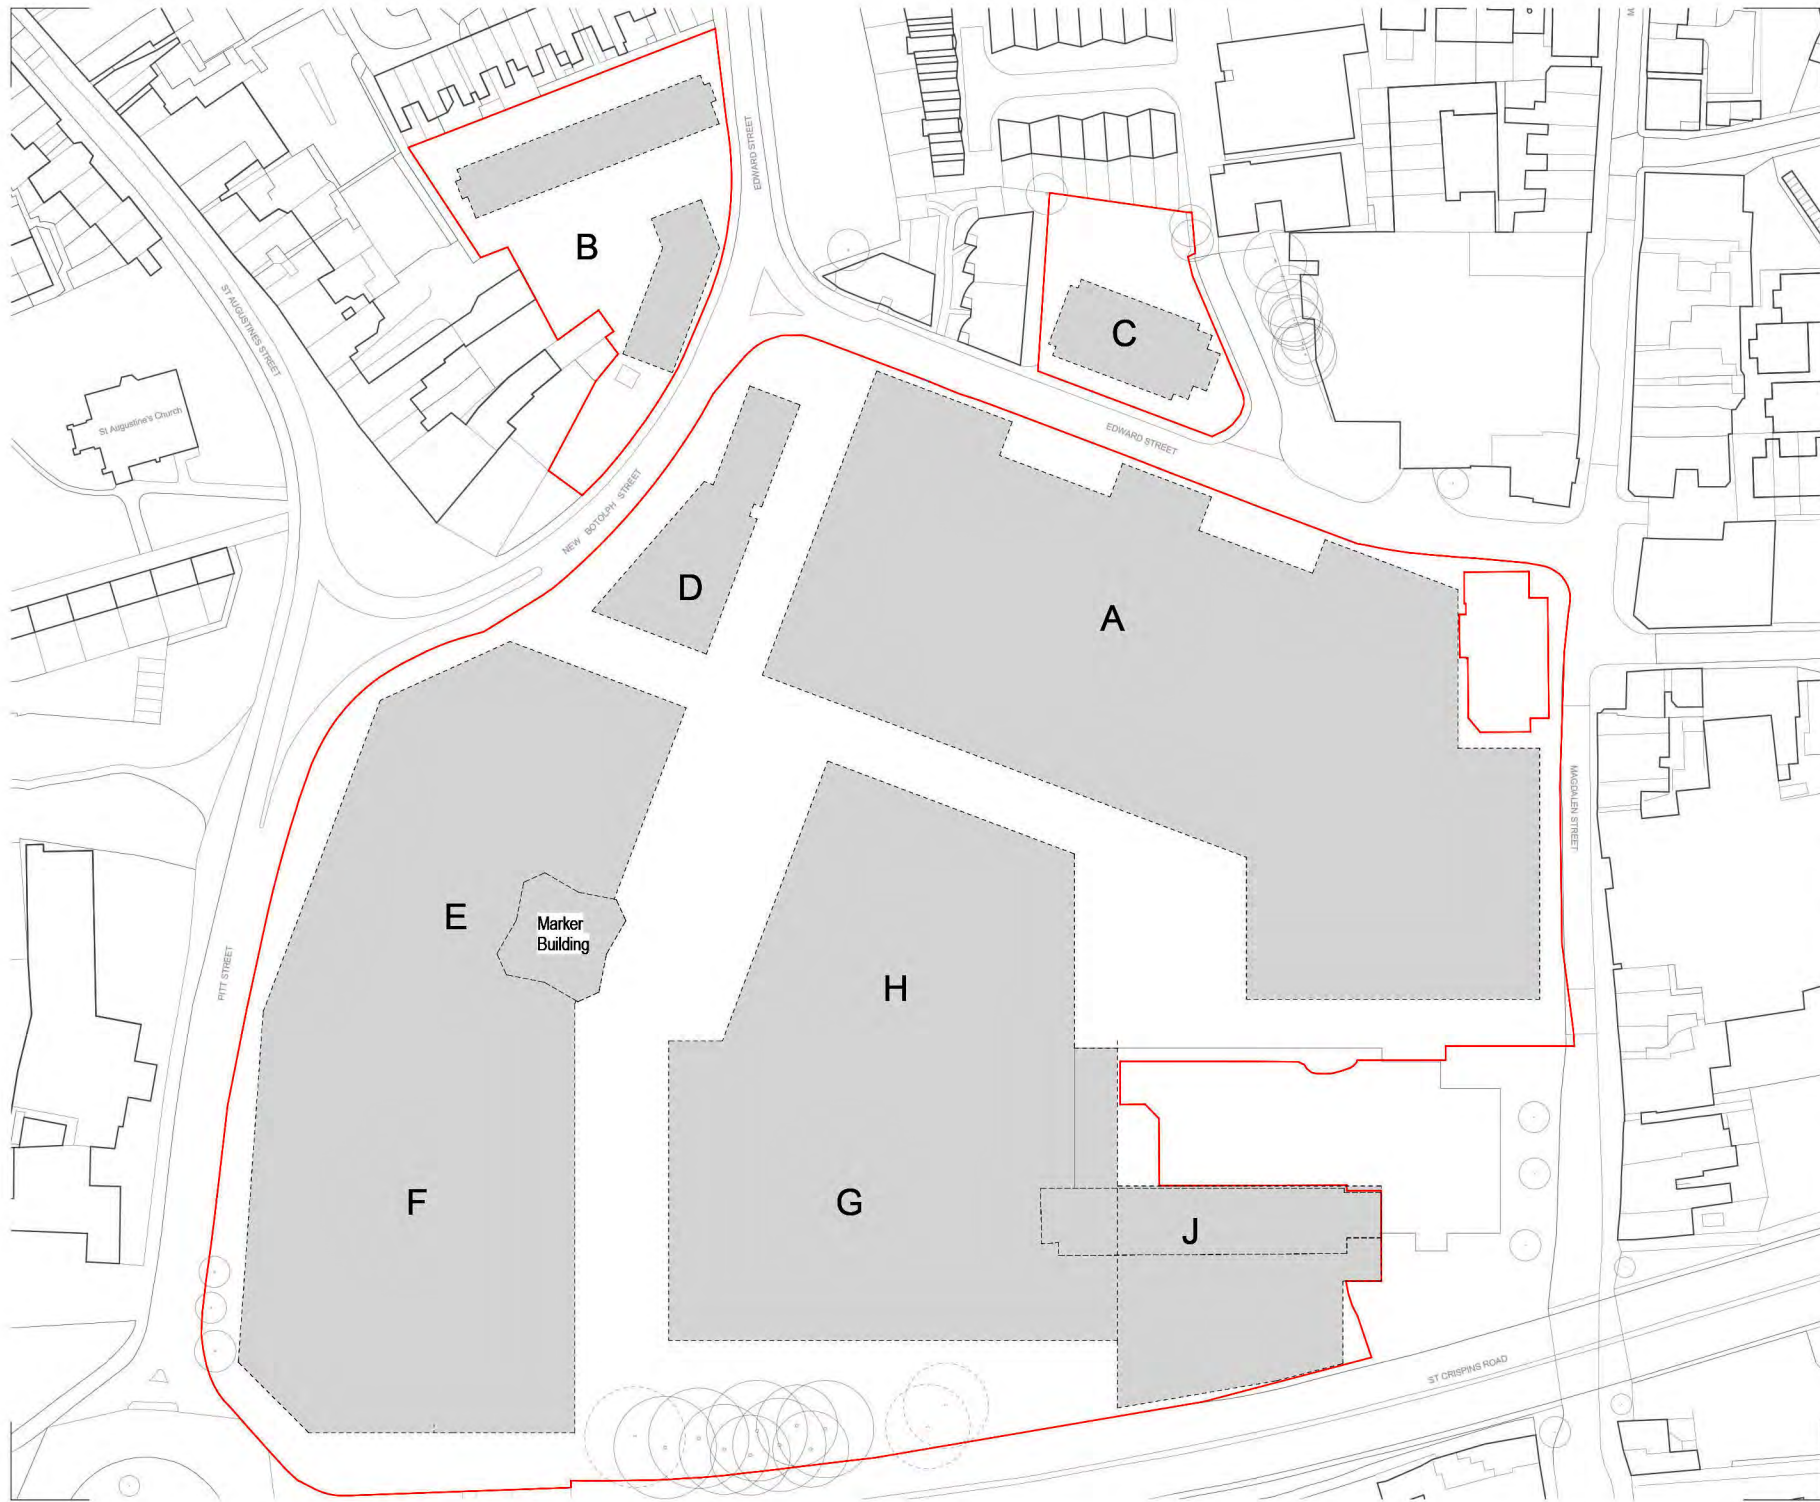 EDWARD STREET
B
ST AUGUSTINES STREET
C
St Augustine's Church
EDWARD STREET
NEW BOTOLPH STREET
D
A
MAGDALEN STREET
E
Marker
Building
PITT STREET
H
F
G
J
ST CRISPINS ROAD